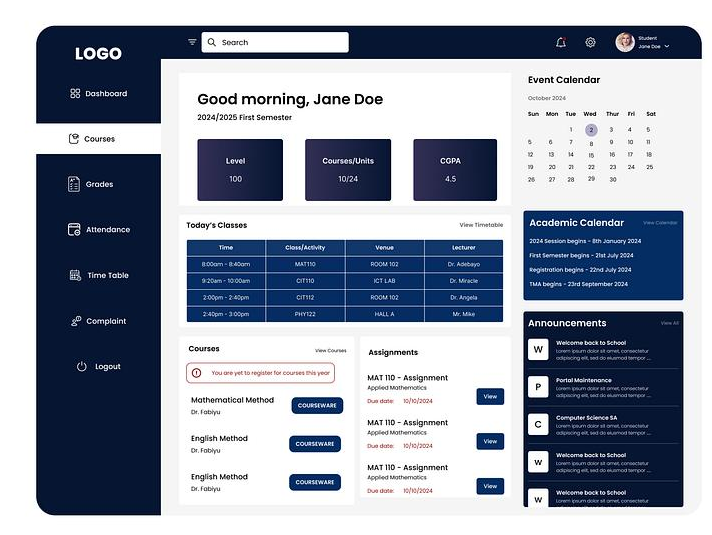 LOGO
Dashboard
Courses
Grades
Attendance
Time Table
Complaint
Logout
Search
Student
Jane Doe
Good morning, Jane Doe
2024/2025 First Semester
Level
100
Courses/Units
10/24
CGPA
4.5
Today's Classes
View Timetable
Time Class/Activity Venue Lecturer
8:00am - 8:40am MAT110 ROOM 102 Dr. Adebayo
9:20am - 10:00am CIT110 ICT LAB Dr. Miracle
2:00pm - 2:40pm CIT112 ROOM 102 Dr. Angela
2:40pm - 3:00pm PHY122 HALL A Mr. Mike
Courses
View Courses
You are yet to register for courses this year
Mathematical Method
Dr. Fabiyu
COURSEWARE
English Method
Dr. Fabiyu
COURSEWARE
English Method
Dr. Fabiyu
COURSEWARE
Assignments
MAT 110 - Assignment
Applied Mathematics
Due date: 10/10/2024
View
MAT 110 - Assignment
Applied Mathematics
Due date: 10/10/2024
View
MAT 110 - Assignment
Applied Mathematics
Due date: 10/10/2024
View
Event Calendar
October 2024
Sun Mon Tue Wed Thur Fri Sat
1 2 3 4 5
5 6 7 8 9 10 11
12 13 14 15 16 17 18
19 20 21 22 23 24 25
26 27 28 29 30
Academic Calendar
View Calendar
2024 Session begins - 8th January 2024
First Semester begins - 21st July 2024
Registration begins - 22nd July 2024
TMA begins - 23rd September 2024
Announcements
View All
W
Welcome back to School
Lorem ipsum dolor sit amet, consectetur
adipiscing elit, sed do eiusmod tempor ...
P
Portal Maintenance
Lorem ipsum dolor sit amet, consectetur
adipiscing elit, sed do eiusmod tempor ...
C
Computer Science SA
Lorem ipsum dolor sit amet, consectetur
adipiscing elit, sed do eiusmod tempor ...
w
Welcome back to School
Lorem ipsum dolor sit amet, consectetur
adipiscing elit, sed do eiusmod tempor ...
w
Welcome back to School
Lorem ipsum dolor sit amet, consectetur
adipiscing elit, sed do eiusmod tempor ...